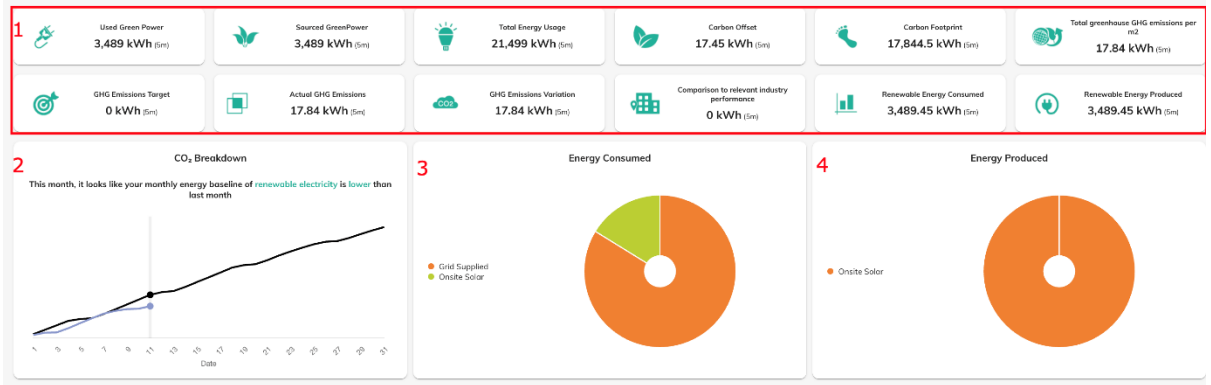 1
Used Green Power
3,489 kWh (5m)
Sourced GreenPower
3,489 kWh (5m)
Total Energy Usage
21,499 kWh (5m)
Carbon Offset
17.45 kWh (5m)
Carbon Footprint
17,844.5 kWh (5m)
Total greenhouse GHG emissions per
m2
17.84 kWh (5m)
GHG Emissions Target
0 kWh (5m)
Actual GHG Emissions
17.84 kWh (5m)
CO2
GHG Emissions Variation
17.84 kWh (5m)
Comparison to relevant industry
performance
0 kWh (5m)
Renewable Energy Consumed
3,489.45 kWh (5m)
Renewable Energy Produced
3,489.45 kWh (5m)
2
CO₂ Breakdown
This month, it looks like your monthly energy baseline of renewable electricity is lower than
last month
1 3 5 7 9 11 13 15 17 19 21 23 25 27 29 31
Date
3
Energy Consumed
Grid Supplied
Onsite Solar
4
Energy Produced
Onsite Solar